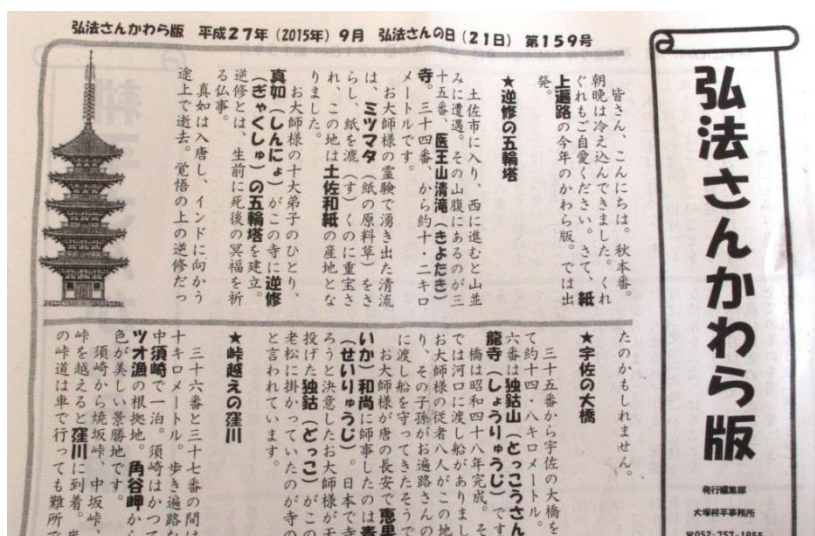 弘法さんかわら版 平成27年(2015年)9月 弘法さんの日(21日) 第159号
弘法さんかわら版
発行編集部
大塚耕平事務所
☎052-757-1955
皆さん、こんにちは。秋本番。
朝晩は冷え込んできました。くれ
ぐれもご自愛ください。さて、紙
上遍路の今年のかわら版。では出
発。
★逆修の五輪塔
土佐市に入り、西に進むと山並
みに遭遇。その山腹にあるのが三
十五番、医王山清滝(きよたき)
寺。三十四番、から約十・二キロ
メートルです。
お大師様の霊験で湧き出た清流
は、ミツマタ(紙の原料草)をさ
らし、紙を漉(す)くのに重宝さ
れ、この地は土佐和紙の産地とな
りました。
お大師様の十大弟子のひとり、
真如(しんにょ)がこの寺に逆修
(ぎゃくしゅ)の五輪塔を建立。
逆修とは、生前に死後の冥福を祈
る仏事。
真如は入唐し、インドに向かう
途上で逝去。覚悟の上の逆修だっ
たのかもしれません。
★宇佐の大橋
三十五番から宇佐の大橋を
て約十四・八キロメートル。
六番は独鈷山(とっこうさん
龍寺(しょうりゅうじ)です
橋は昭和四十八年完成。そ
では河口に渡し船がありまし
お大師様の従者八人がこの地
り、その子孫がお遍路さんの
に渡し船を守ってきたそうで
お大師様が唐の長安で恵果
いか)和尚に師事したのは青
(せいりゅうじ)。日本で寺
ろうと決意したお大師様が天
投げた独鈷(とっこ)がこの
老松に掛かっていたのが寺の
と言われています。
★峠越えの窪川
三十六番と三十七番の間は
十キロメートル。歩き遍路な
中須崎で一泊。須崎はかつて
ツオ漁の根拠地。角谷岬から
色が美しい景勝地です。
須崎から焼坂峠、中坂峠、
峠を越えると窪川に到着。
の峠道は車で行っても難所で